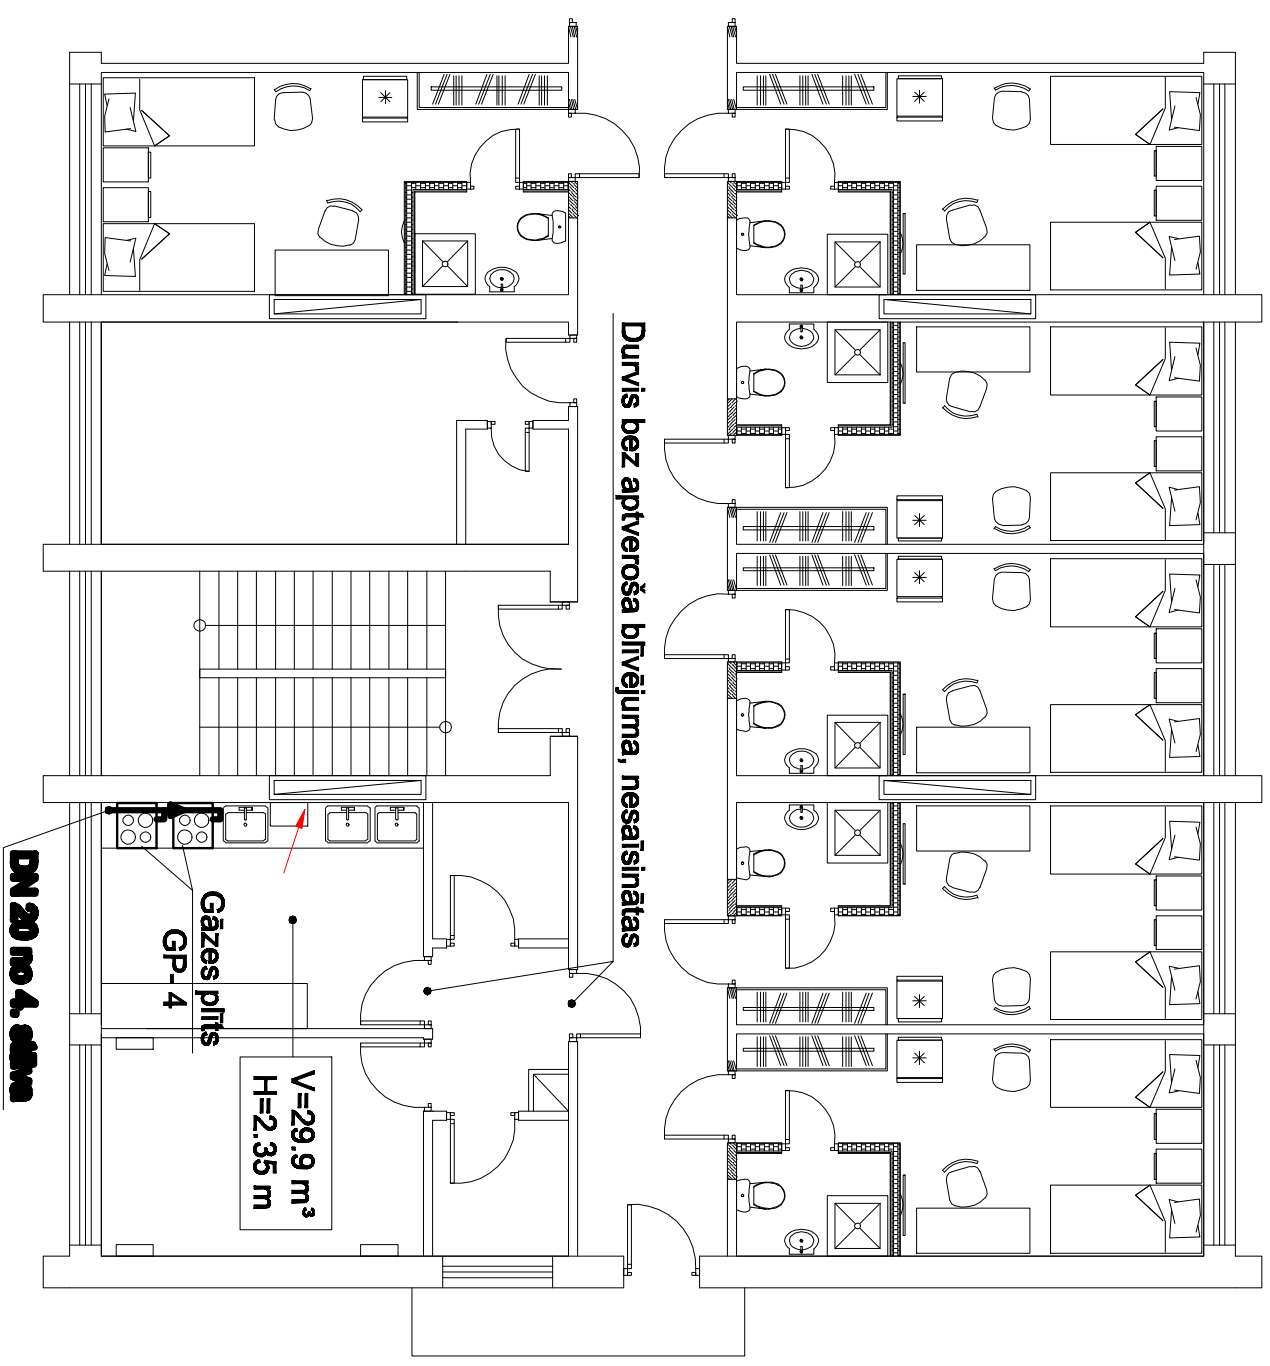 Durvis bez aptveroša blīvējuma, nesaīsinātas
V=29.9 m³
H=2.35 m
Gāzes plīts
GP-4
DN 20 no 4. stāva